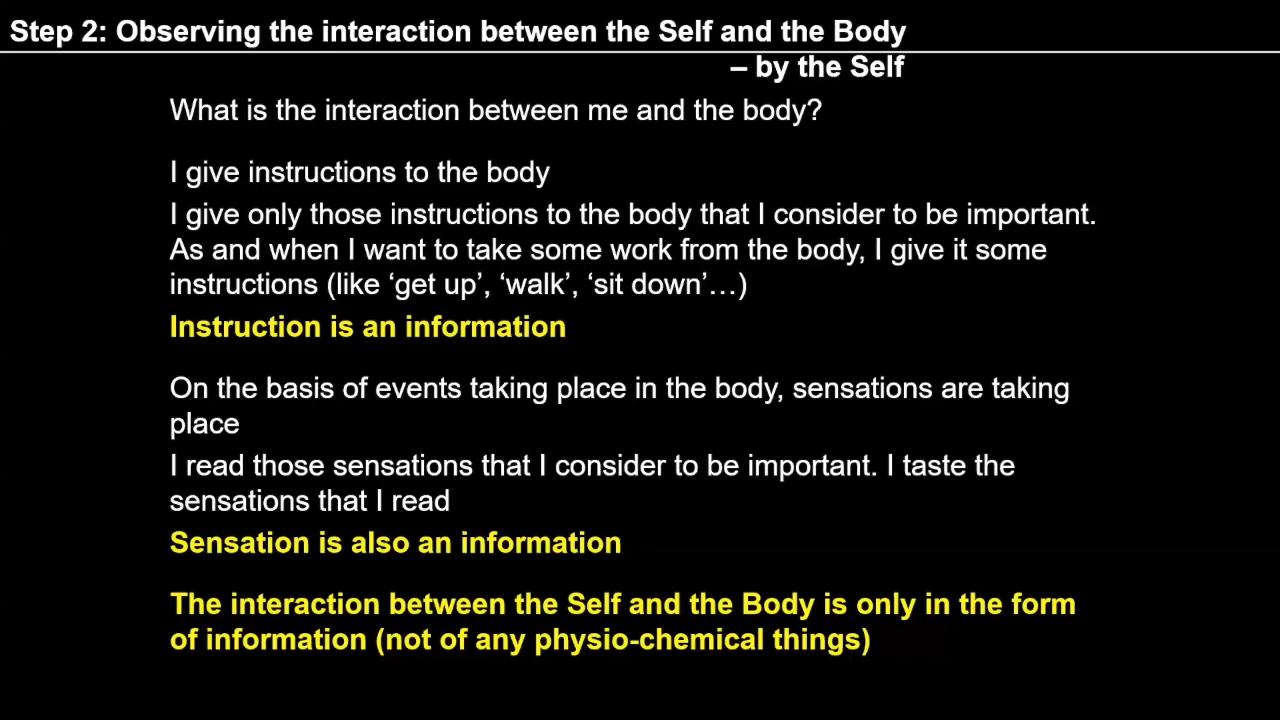 Step 2: Observing the interaction between the Self and the Body
– by the Self
What is the interaction between me and the body?
I give instructions to the body
I give only those instructions to the body that I consider to be important.
As and when I want to take some work from the body, I give it some
instructions (like ‘get up’, ‘walk’, ‘sit down’…)
Instruction is an information
On the basis of events taking place in the body, sensations are taking
place
I read those sensations that I consider to be important. I taste the
sensations that I read
Sensation is also an information
The interaction between the Self and the Body is only in the form
of information (not of any physio-chemical things)